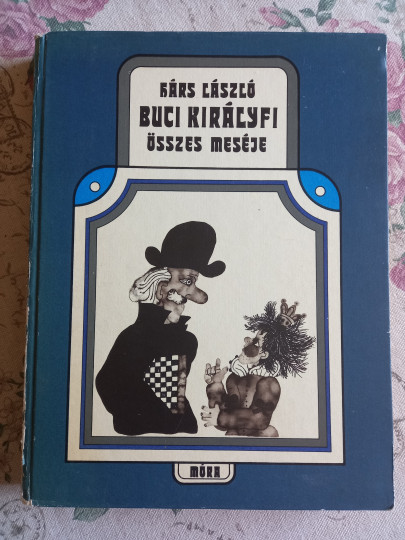 HÁRS LÁSZLÓ
BUCI KIRÁLYFI
ÖSSZES MESÉJE
MÓRA